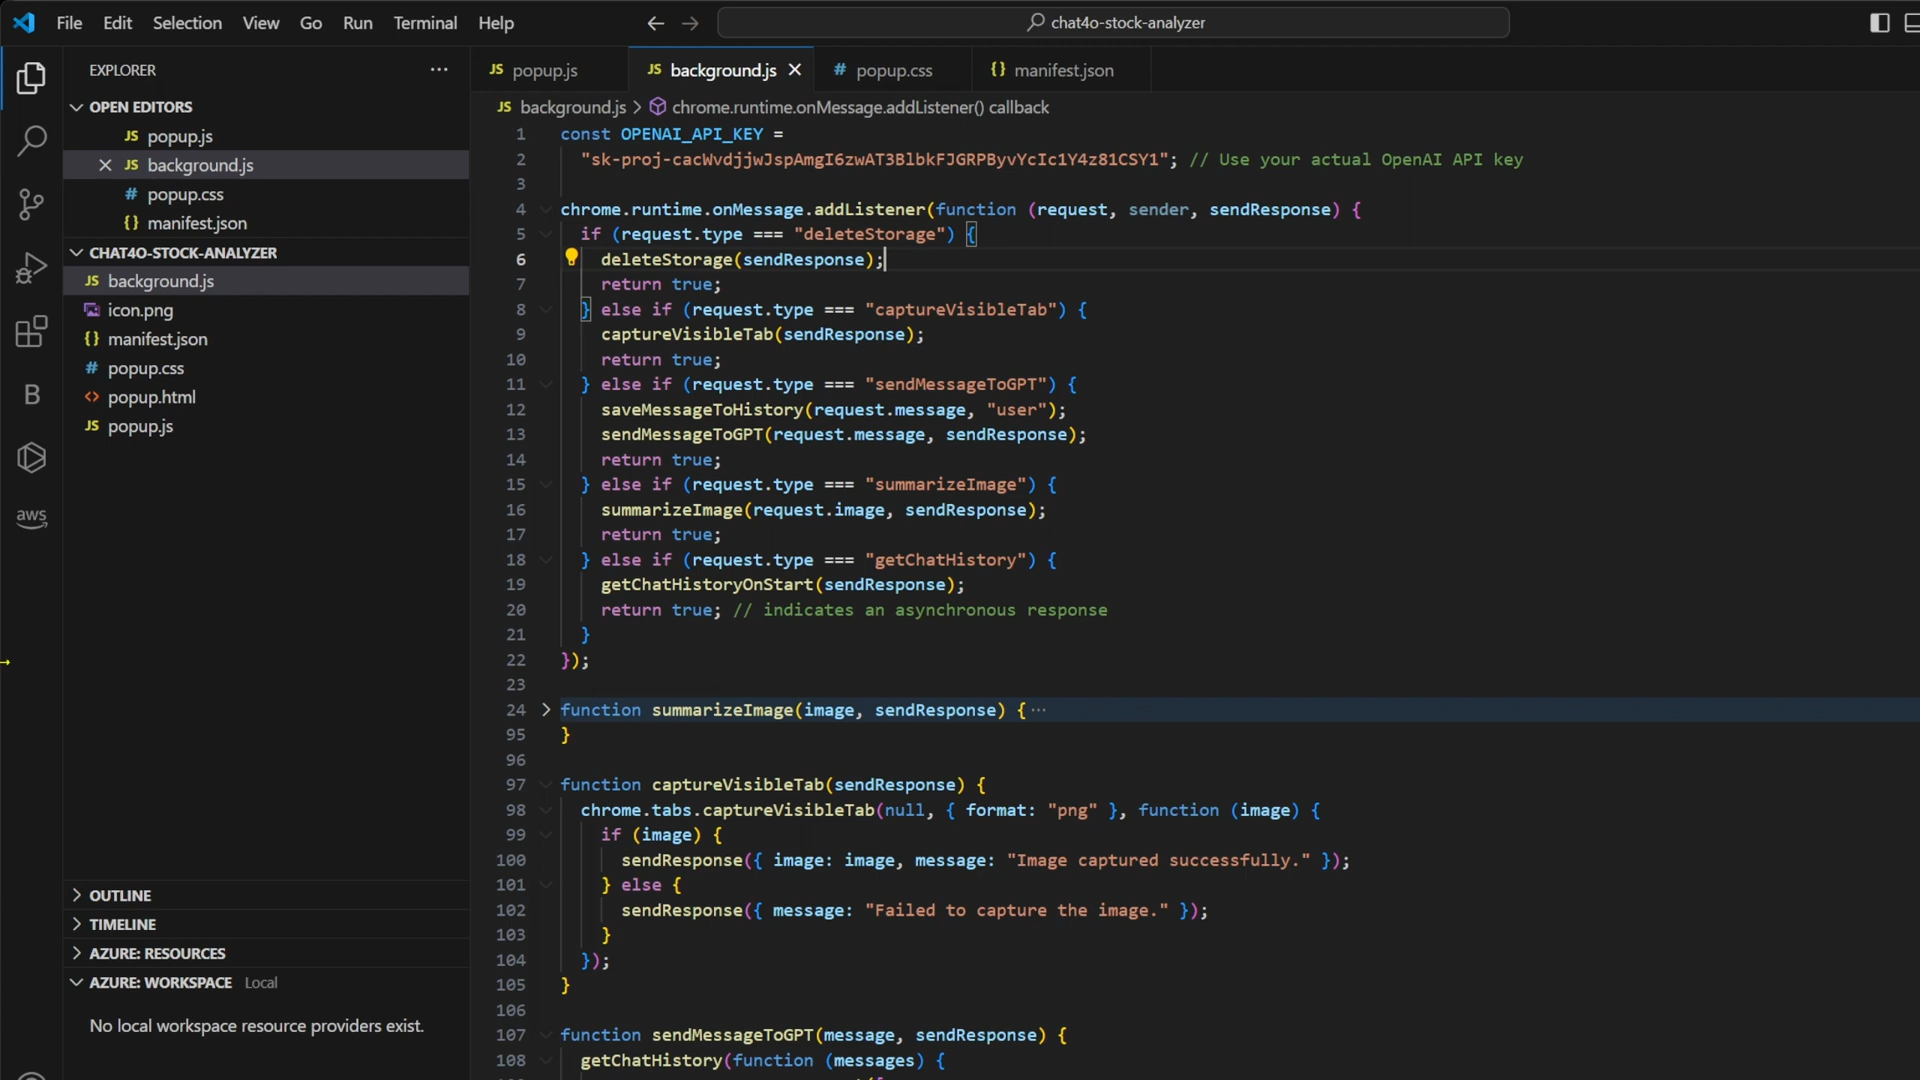 File Edit Selection View Go Run Terminal Help
chat4o-stock-analyzer
EXPLORER
OPEN EDITORS
JS popup.js
JS background.js
# popup.css
{} manifest.json
CHAT4O-STOCK-ANALYZER
JS background.js
icon.png
{} manifest.json
# popup.css
<> popup.html
JS popup.js
B
aws
OUTLINE
TIMELINE
AZURE: RESOURCES
AZURE: WORKSPACE Local
No local workspace resource providers exist.
JS popup.js JS background.js # popup.css {} manifest.json
JS background.js > chrome.runtime.onMessage.addListener() callback
1 const OPENAI_API_KEY =
2 "sk-proj-cacWvdjjwJspAmgI6zwAT3BlbkFJGRPByvYcIc1Y4z81CSY1"; // Use your actual OpenAI API key
3
4 chrome.runtime.onMessage.addListener(function (request, sender, sendResponse) {
5 if (request.type === "deleteStorage") {
6 deleteStorage(sendResponse);
7 return true;
8 } else if (request.type === "captureVisibleTab") {
9 captureVisibleTab(sendResponse);
10 return true;
11 } else if (request.type === "sendMessageToGPT") {
12 saveMessageToHistory(request.message, "user");
13 sendMessageToGPT(request.message, sendResponse);
14 return true;
15 } else if (request.type === "summarizeImage") {
16 summarizeImage(request.image, sendResponse);
17 return true;
18 } else if (request.type === "getChatHistory") {
19 getChatHistoryOnStart(sendResponse);
20 return true; // indicates an asynchronous response
21 }
22 });
23
24 function summarizeImage(image, sendResponse) {···
95 }
96
97 function captureVisibleTab(sendResponse) {
98 chrome.tabs.captureVisibleTab(null, { format: "png" }, function (image) {
99 if (image) {
100 sendResponse({ image: image, message: "Image captured successfully." });
101 } else {
102 sendResponse({ message: "Failed to capture the image." });
103 }
104 });
105 }
106
107 function sendMessageToGPT(message, sendResponse) {
108 getChatHistory(function (messages) {